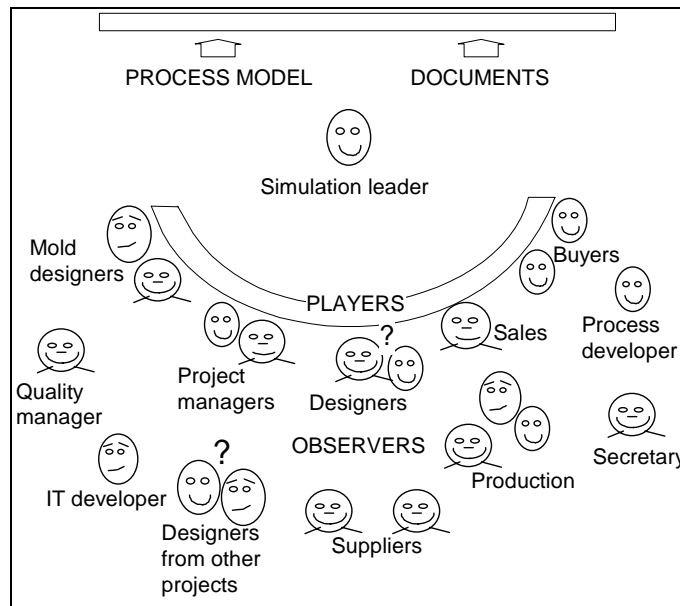 PROCESS MODEL
DOCUMENTS
Simulation leader
Mold
designers
Buyers
PLAYERS
Process
developer
Sales
?
Project
managers
Designers
Quality
manager
OBSERVERS
Secretary
Production
IT developer
?
Designers
from other
projects
Suppliers